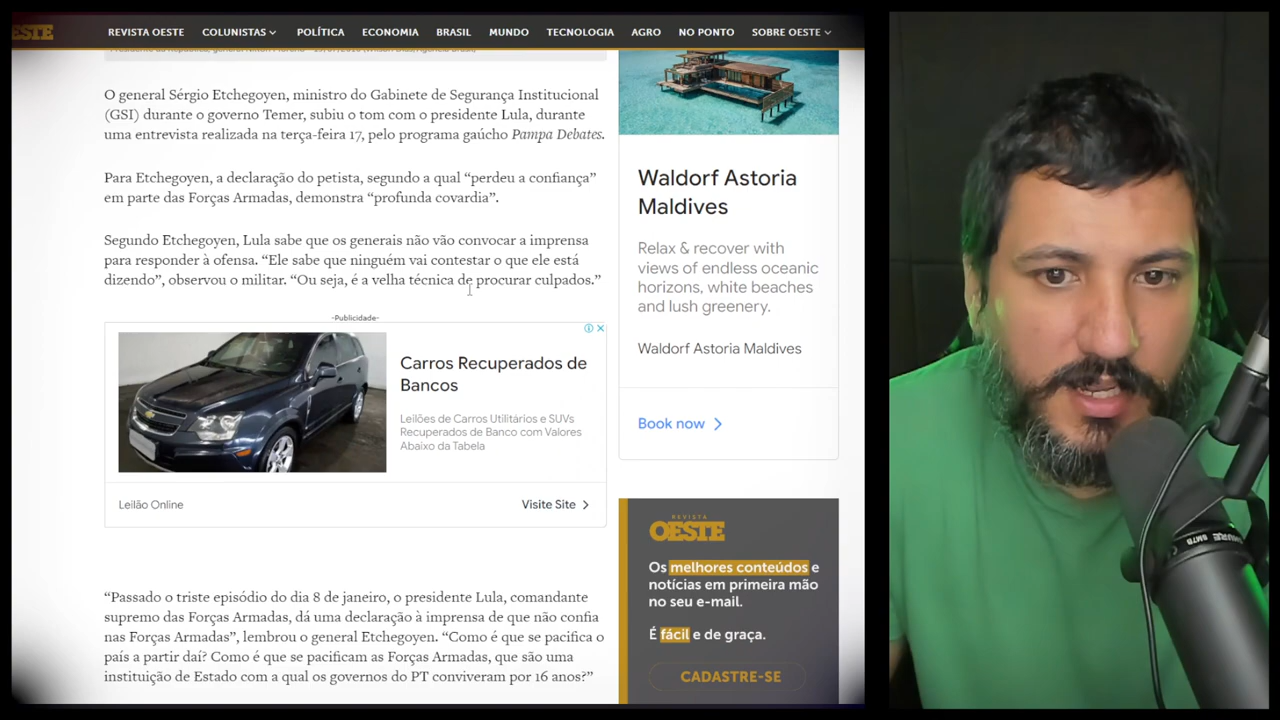 OESTE
REVISTA OESTE COLUNISTAS POLÍTICA ECONOMIA BRASIL MUNDO TECNOLOGIA AGRO NO PONTO SOBRE OESTE
O general Sérgio Etchegoyen, ministro do Gabinete de Segurança Institucional
(GSI) durante o governo Temer, subiu o tom com o presidente Lula, durante
uma entrevista realizada na terça-feira 17, pelo programa gaúcho Pampa Debates.
Para Etchegoyen, a declaração do petista, segundo a qual “perdeu a confiança”
em parte das Forças Armadas, demonstra “profunda covardia”.
Segundo Etchegoyen, Lula sabe que os generais não vão convocar a imprensa
para responder à ofensa. “Ele sabe que ninguém vai contestar o que ele está
dizendo”, observou o militar. “Ou seja, é a velha técnica de procurar culpados.”
-Publicidade-
Carros Recuperados de
Bancos
Leilões de Carros Utilitários e SUVs
Recuperados de Banco com Valores
Abaixo da Tabela
Leilão Online
Visite Site
“Passado o triste episódio do dia 8 de janeiro, o presidente Lula, comandante
supremo das Forças Armadas, dá uma declaração à imprensa de que não confia
nas Forças Armadas”, lembrou o general Etchegoyen. “Como é que se pacifica o
país a partir daí? Como é que se pacificam as Forças Armadas, que são uma
instituição de Estado com a qual os governos do PT conviveram por 16 anos?”
Waldorf Astoria
Maldives
Relax & recover with
views of endless oceanic
horizons, white beaches
and lush greenery.
Waldorf Astoria Maldives
Book now
REVISTA
OESTE
Os melhores conteúdos e
notícias em primeira mão
no seu e-mail.
É fácil e de graça.
CADASTRE-SE
SHURE SM7B